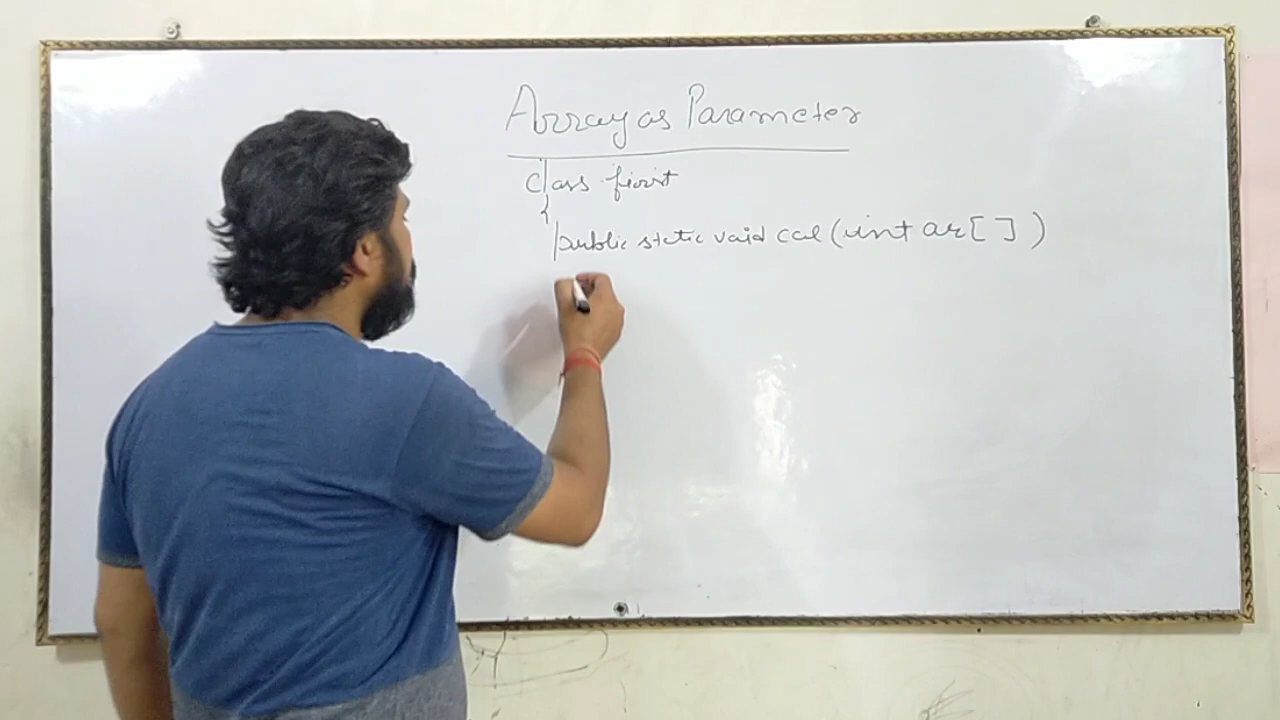 Array as Parameter
Class first
{
public static void cal (int ar[ ] )